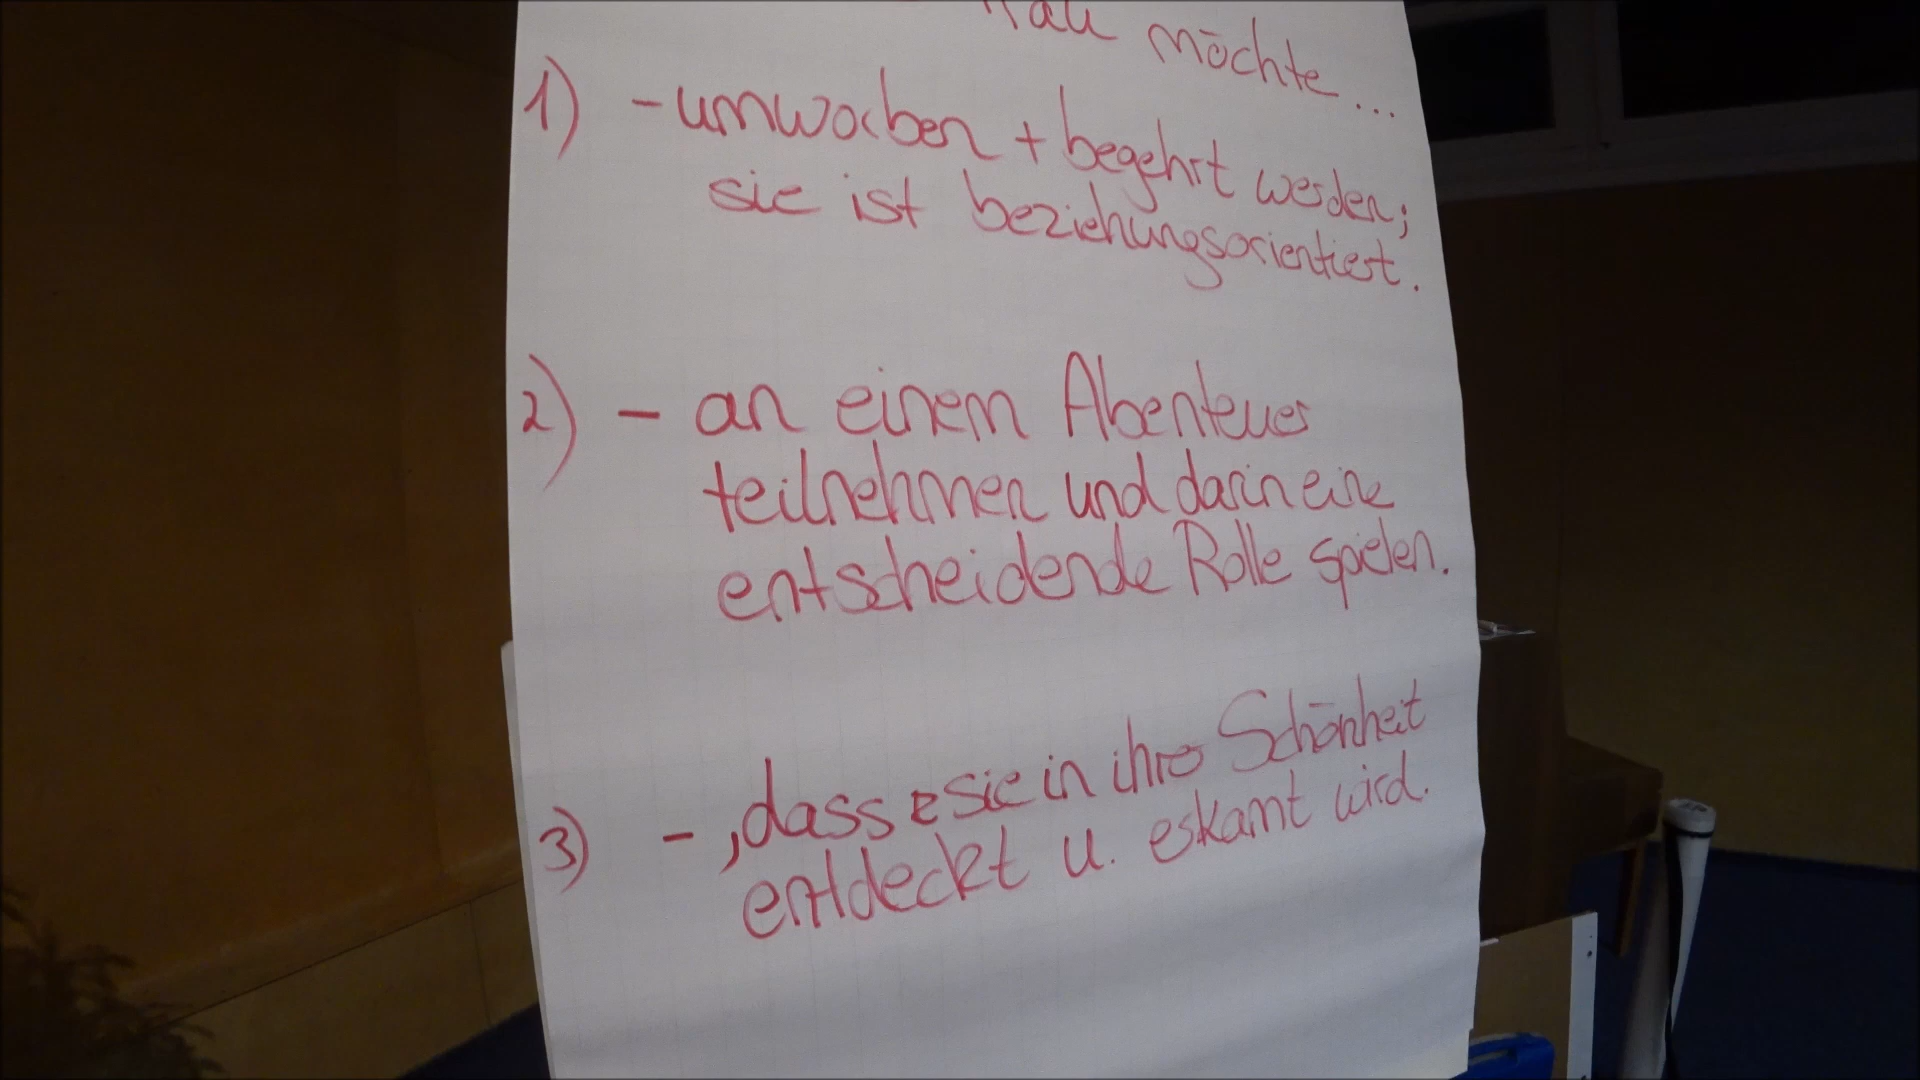 möchte...
1) - umworben + begehrt werden;
sie ist beziehungsorientiert.
2) - an einem Abenteuer
teilnehmen und darin eine
entscheidende Rolle spielen.
3) - , dass sie in ihrer Schönheit
entdeckt u. erkannt wird.